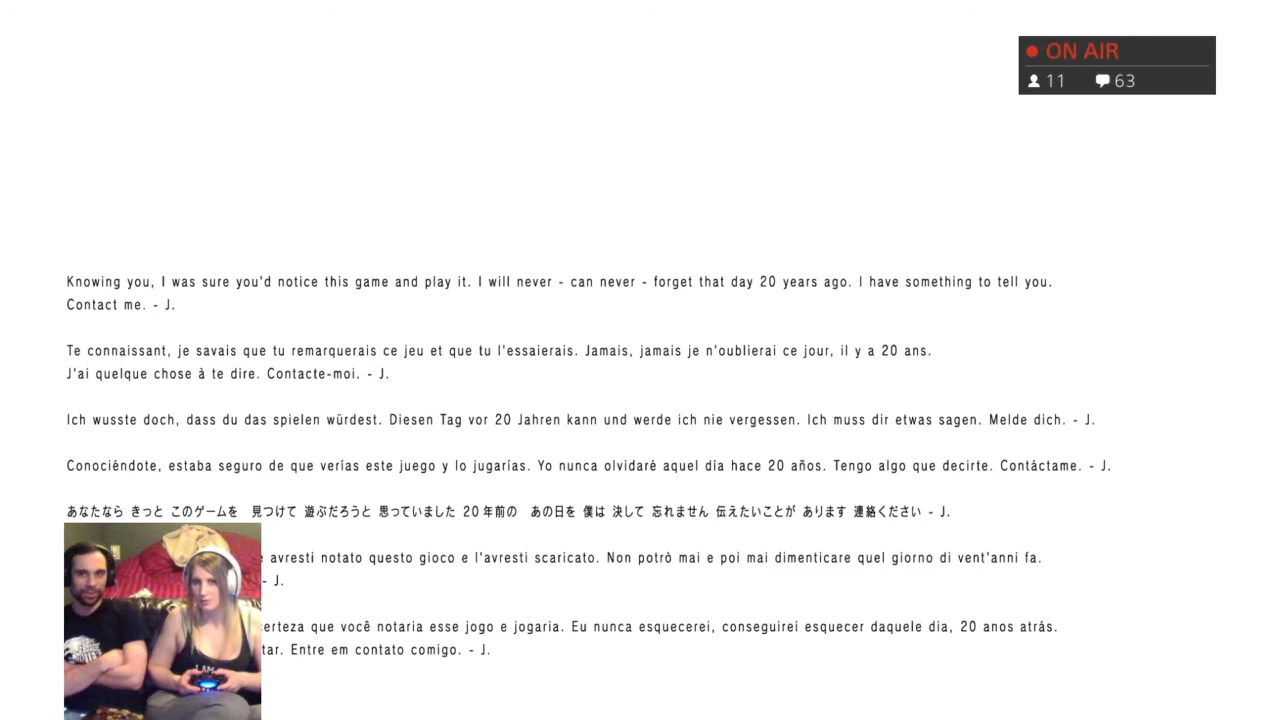 ON AIR
11 63
Knowing you, I was sure you'd notice this game and play it. I will never - can never - forget that day 20 years ago. I have something to tell you.
Contact me. - J.
Te connaissant, je savais que tu remarquerais ce jeu et que tu l'essaierais. Jamais, jamais je n'oublierai ce jour, il y a 20 ans.
J'ai quelque chose à te dire. Contacte-moi. - J.
Ich wusste doch, dass du das spielen würdest. Diesen Tag vor 20 Jahren kann und werde ich nie vergessen. Ich muss dir etwas sagen. Melde dich. - J.
Conociéndote, estaba seguro de que verías este juego y lo jugarías. Yo nunca olvidaré aquel día hace 20 años. Tengo algo que decirte. Contáctame. - J.
あなたなら きっと このゲームを 見つけて 遊ぶだろうと 思っていました 20年前の あの日を 僕は 決して 忘れません 伝えたいことが あります 連絡ください - J.
avresti notato questo gioco e l'avresti scaricato. Non potrò mai e poi mai dimenticare quel giorno di vent'anni fa.
- J.
erteza que você notaria esse jogo e jogaria. Eu nunca esquecerei, conseguirei esquecer daquele dia, 20 anos atrás.
tar. Entre em contato comigo. - J.